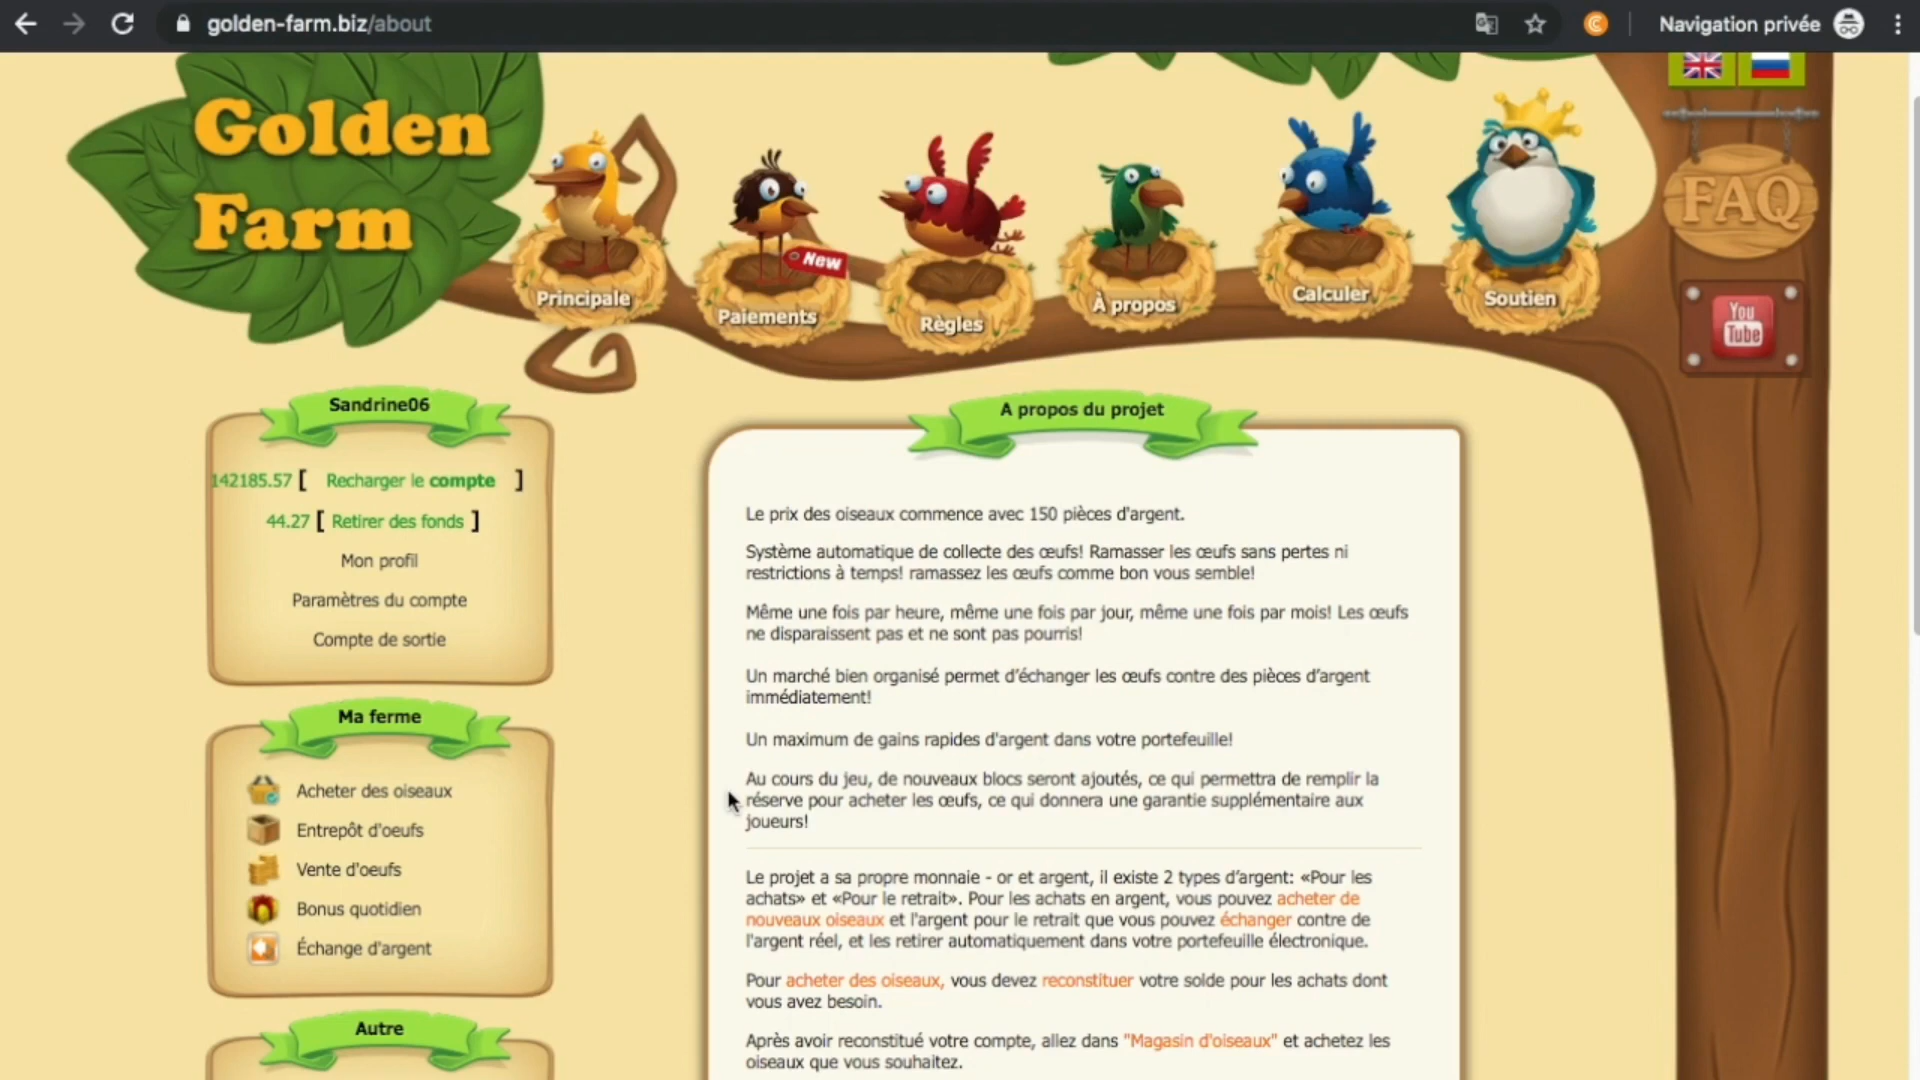 golden-farm.biz/about
Navigation privée
Golden
Farm
New
Principale
Paiements
Règles
À propos
Calculer
Soutien
FAQ
You
Tube
Sandrine06
142185.57 [ Recharger le compte ]
44.27 [ Retirer des fonds ]
Mon profil
Paramètres du compte
Compte de sortie
Ma ferme
Acheter des oiseaux
Entrepôt d'oeufs
Vente d'oeufs
Bonus quotidien
Échange d'argent
Autre
A propos du projet
Le prix des oiseaux commence avec 150 pièces d'argent.
Système automatique de collecte des œufs! Ramasser les œufs sans pertes ni
restrictions à temps! ramassez les œufs comme bon vous semble!
Même une fois par heure, même une fois par jour, même une fois par mois! Les œufs
ne disparaissent pas et ne sont pas pourris!
Un marché bien organisé permet d’échanger les œufs contre des pièces d’argent
immédiatement!
Un maximum de gains rapides d'argent dans votre portefeuille!
Au cours du jeu, de nouveaux blocs seront ajoutés, ce qui permettra de remplir la
réserve pour acheter les œufs, ce qui donnera une garantie supplémentaire aux
joueurs!
Le projet a sa propre monnaie - or et argent, il existe 2 types d’argent: «Pour les
achats» et «Pour le retrait». Pour les achats en argent, vous pouvez acheter de
nouveaux oiseaux et l'argent pour le retrait que vous pouvez échanger contre de
l'argent réel, et les retirer automatiquement dans votre portefeuille électronique.
Pour acheter des oiseaux, vous devez reconstituer votre solde pour les achats dont
vous avez besoin.
Après avoir reconstitué votre compte, allez dans "Magasin d'oiseaux" et achetez les
oiseaux que vous souhaitez.